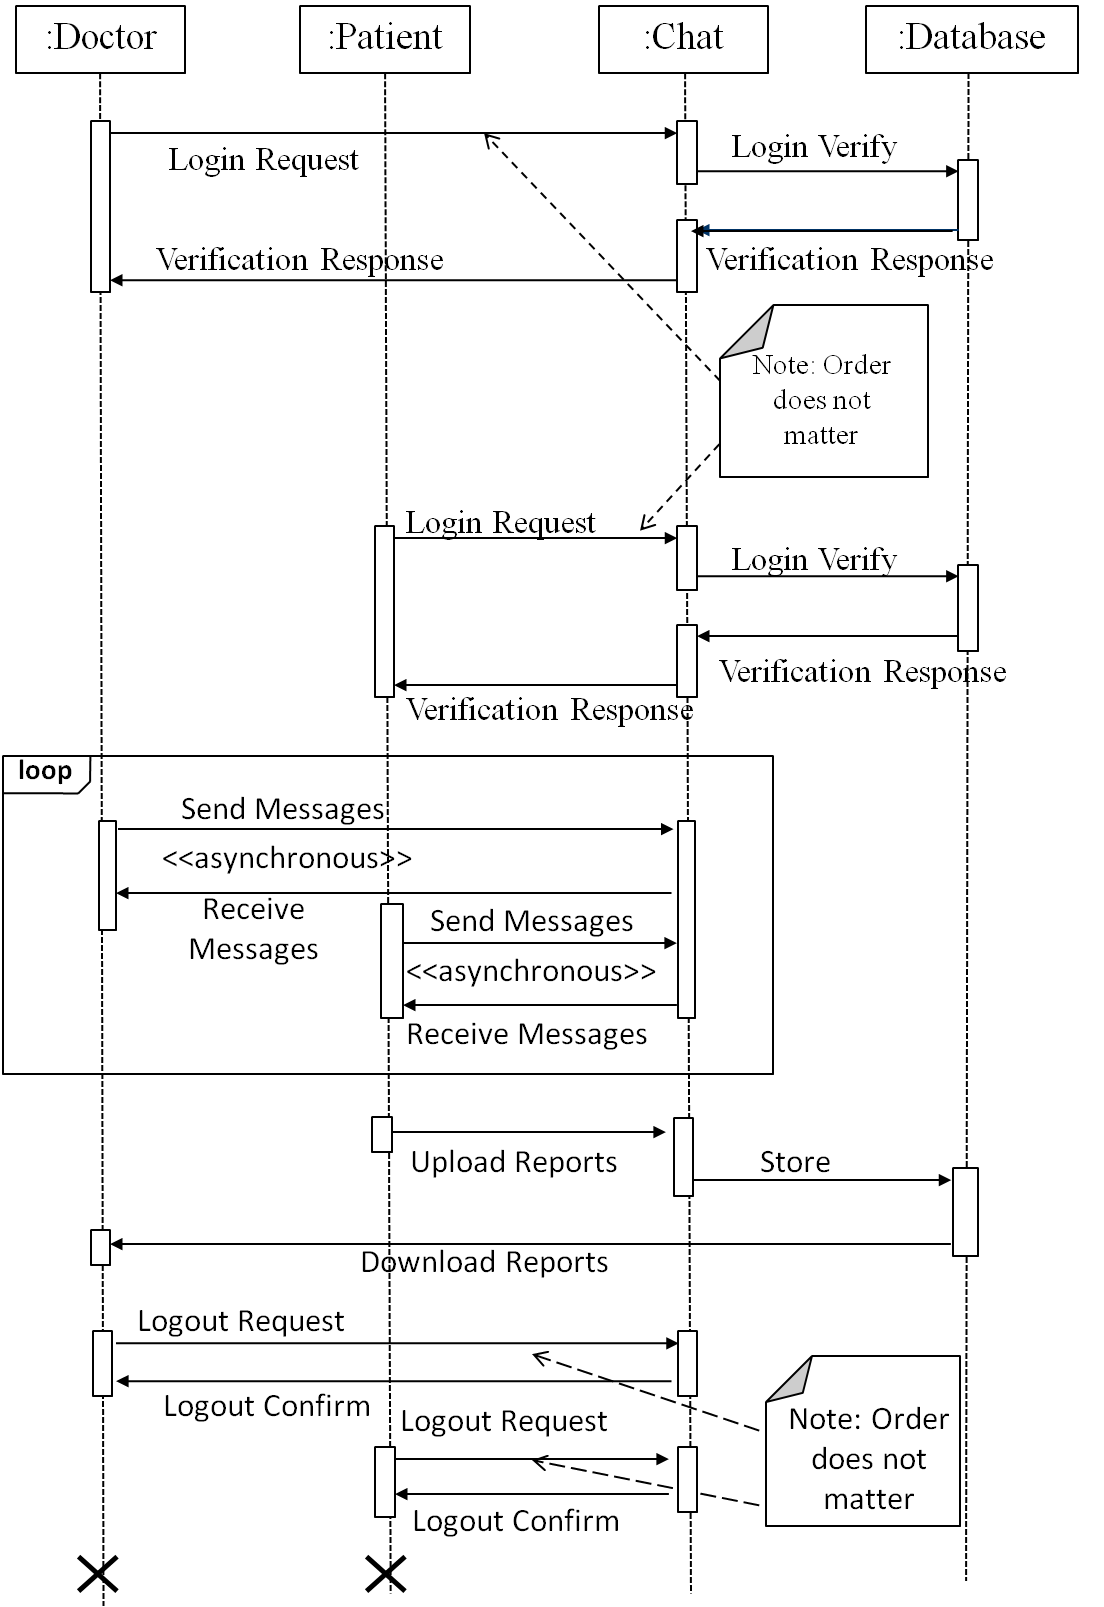 :Doctor
:Patient
:Chat
:Database
Login Request
Login Verify
Verification Response
Verification Response
Note: Order
does not
matter
Login Request
Login Verify
Verification Response
Verification Response
loop
Send Messages
<<asynchronous>>
Receive
Messages
Send Messages
<<asynchronous>>
Receive Messages
Upload Reports
Store
Download Reports
Logout Request
Logout Confirm
Logout Request
Note: Order
does not
matter
Logout Confirm